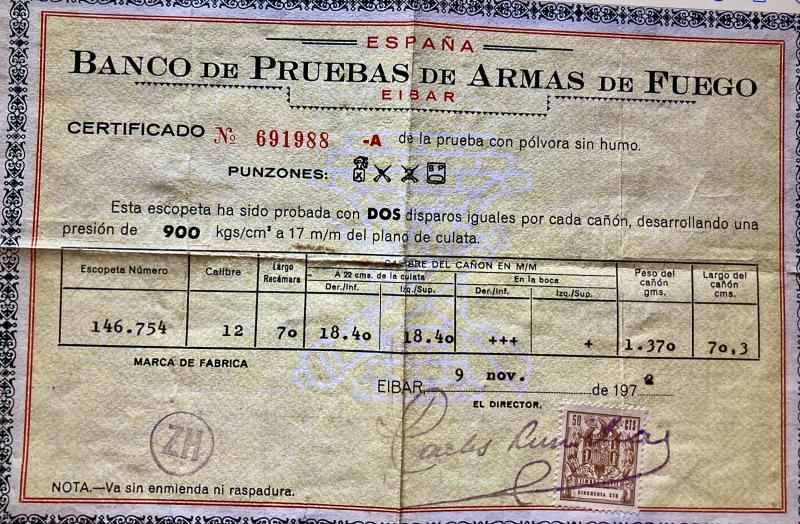 ESPAÑA
BANCO DE PRUEBAS DE ARMAS DE FUEGO
EIBAR
CERTIFICADO Nº 691988 -A de la prueba con pólvora sin humo.
PUNZONES:
Esta escopeta ha sido probada con DOS disparos iguales por cada cañón, desarrollando una
presión de 900 kgs/cm² a 17 m/m del plano de culata.
Escopeta Número
Calibre
Largo Recámara
CALIBRE DEL CAÑON EN M/M
A 22 cms. de la culata
En la boca
Der./Inf.
Izq./Sup.
Der./Inf.
Izq./Sup.
Peso del cañón gms.
Largo del cañón cms.
146.754 12 70 18.40 18.40 +++ + 1.370 70,3
MARCA DE FABRICA
EIBAR, 9 nov. de 197
EL DIRECTOR,
ZH
50 CTS
CINCUENTA CTS
NOTA.—Va sin enmienda ni raspadura.